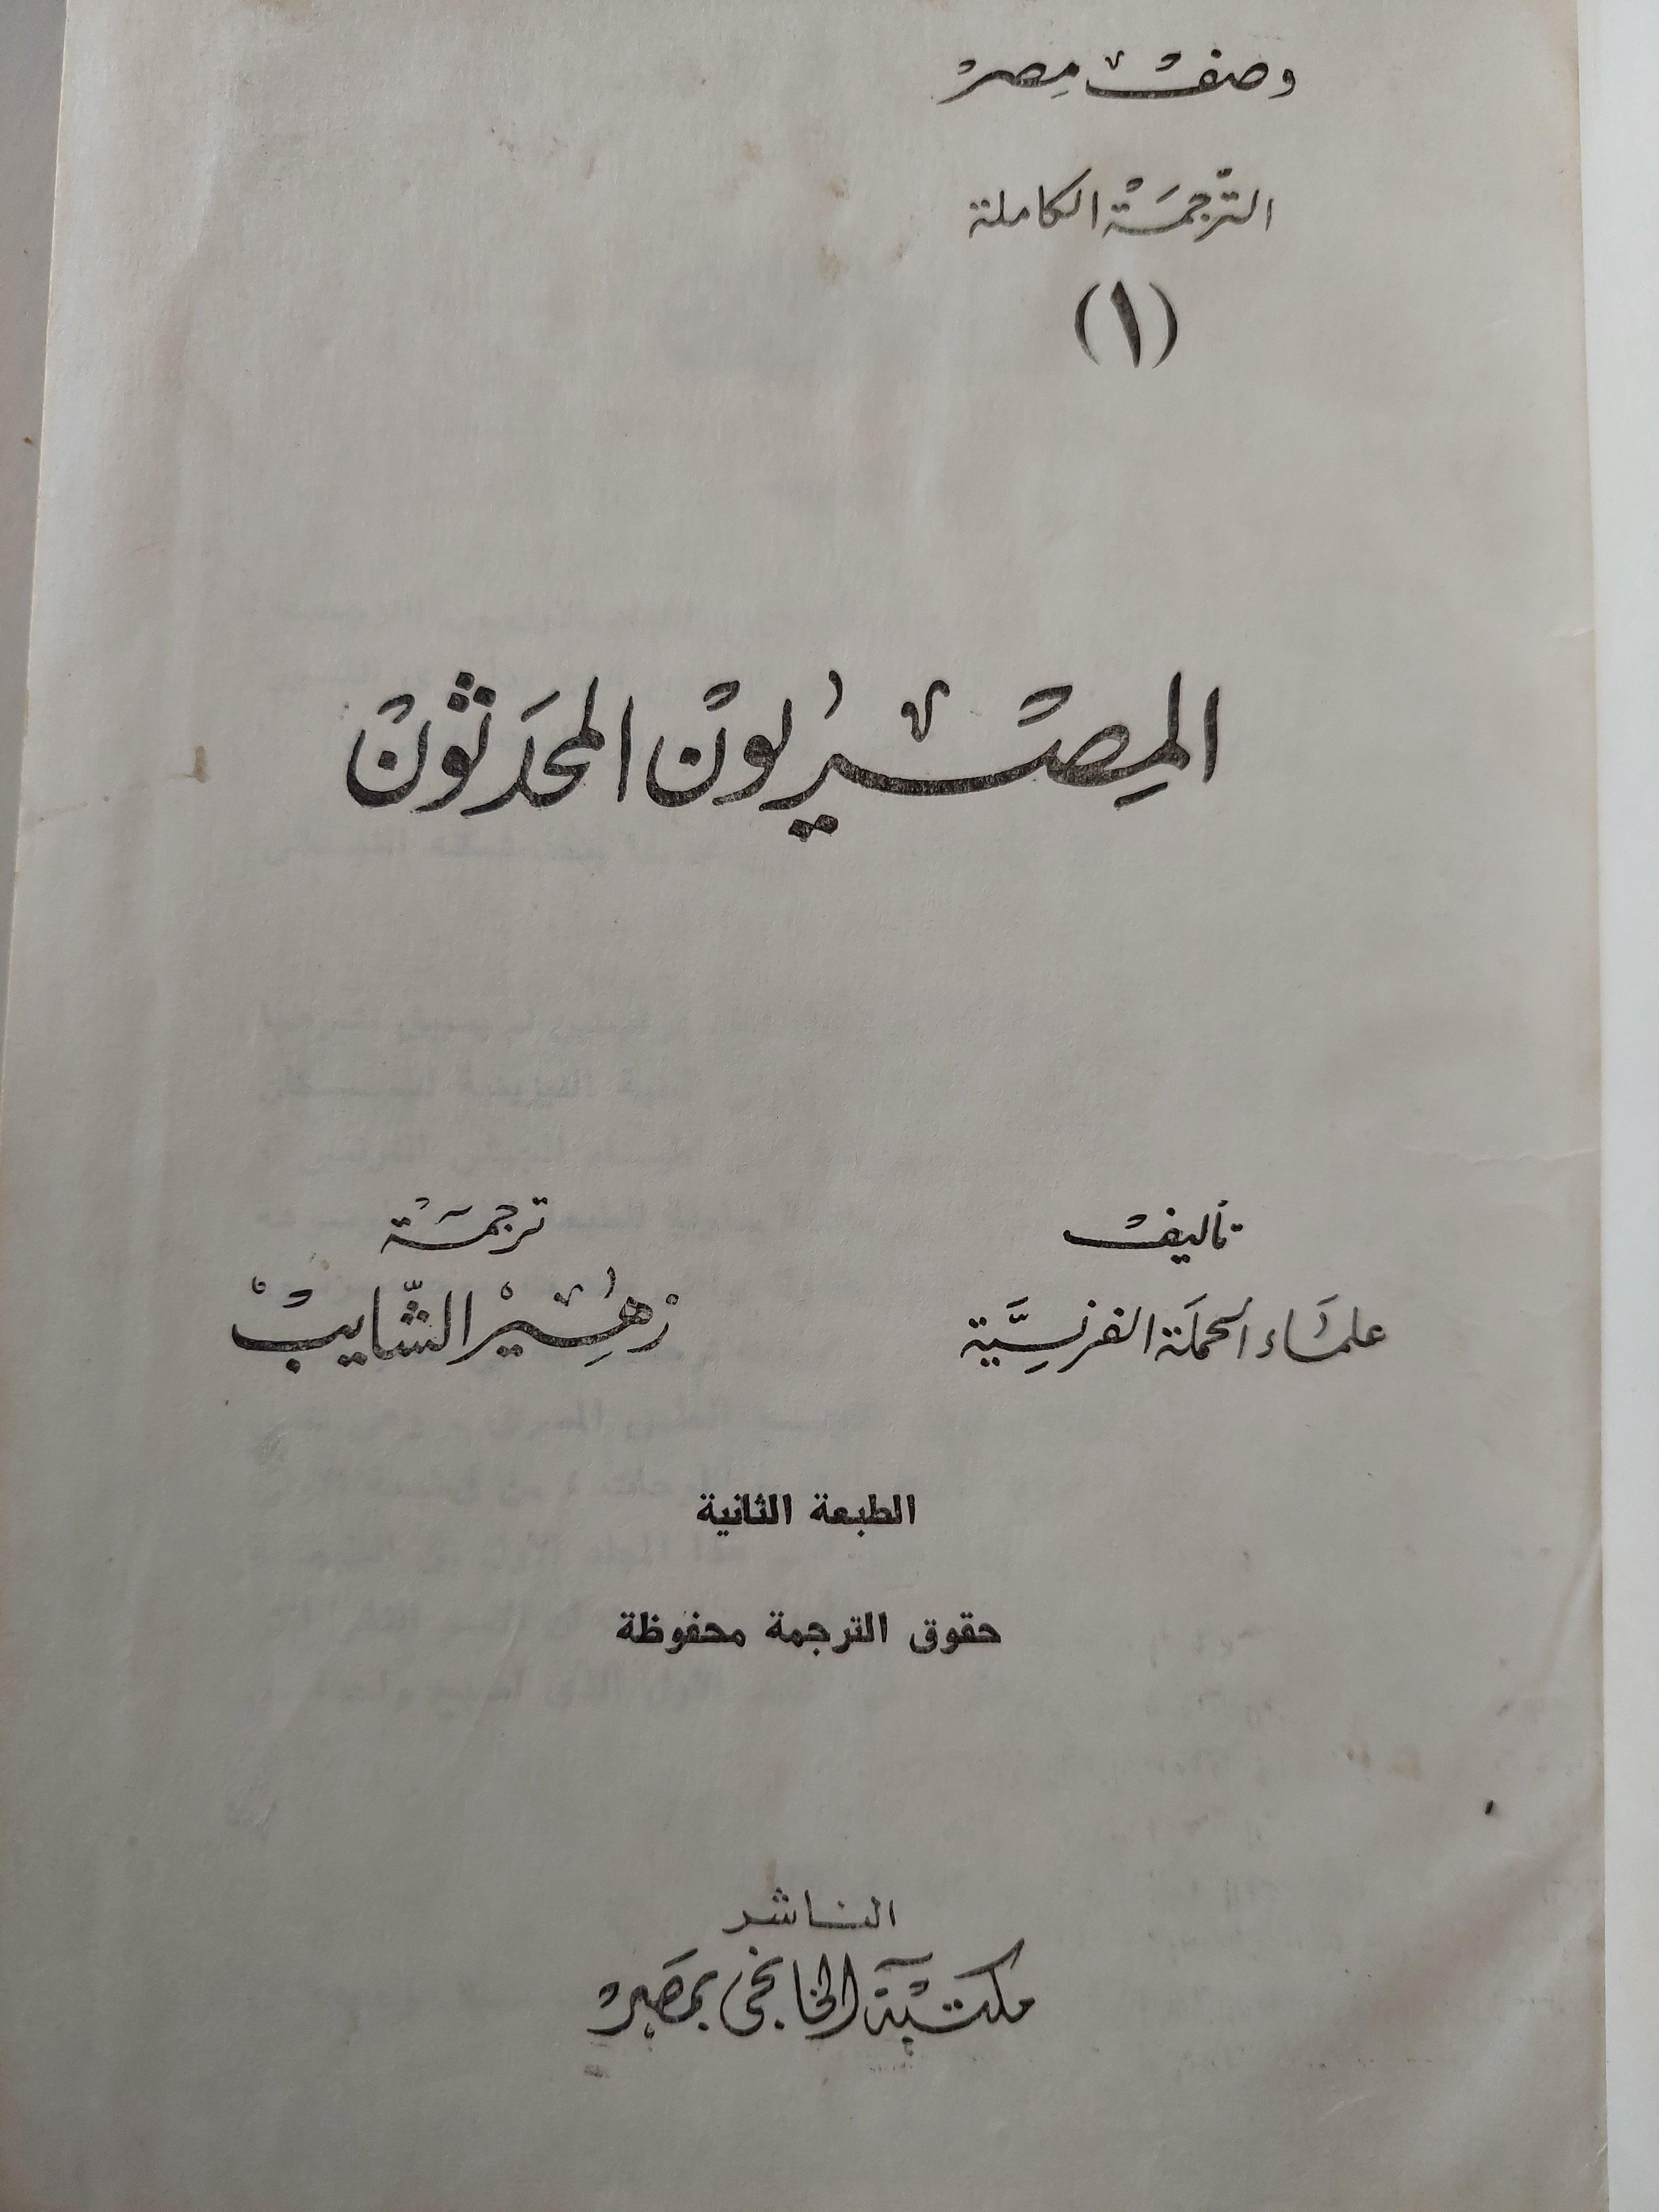 وصف مصر
الترجمة الكاملة
(١)
المصريون المحدثون
تأليف
علماء الحملة الفرنسية
ترجمة
زهير الشايب
الطبعة الثانية
حقوق الترجمة محفوظة
الناشر
مكتبة الخانجى بمصر